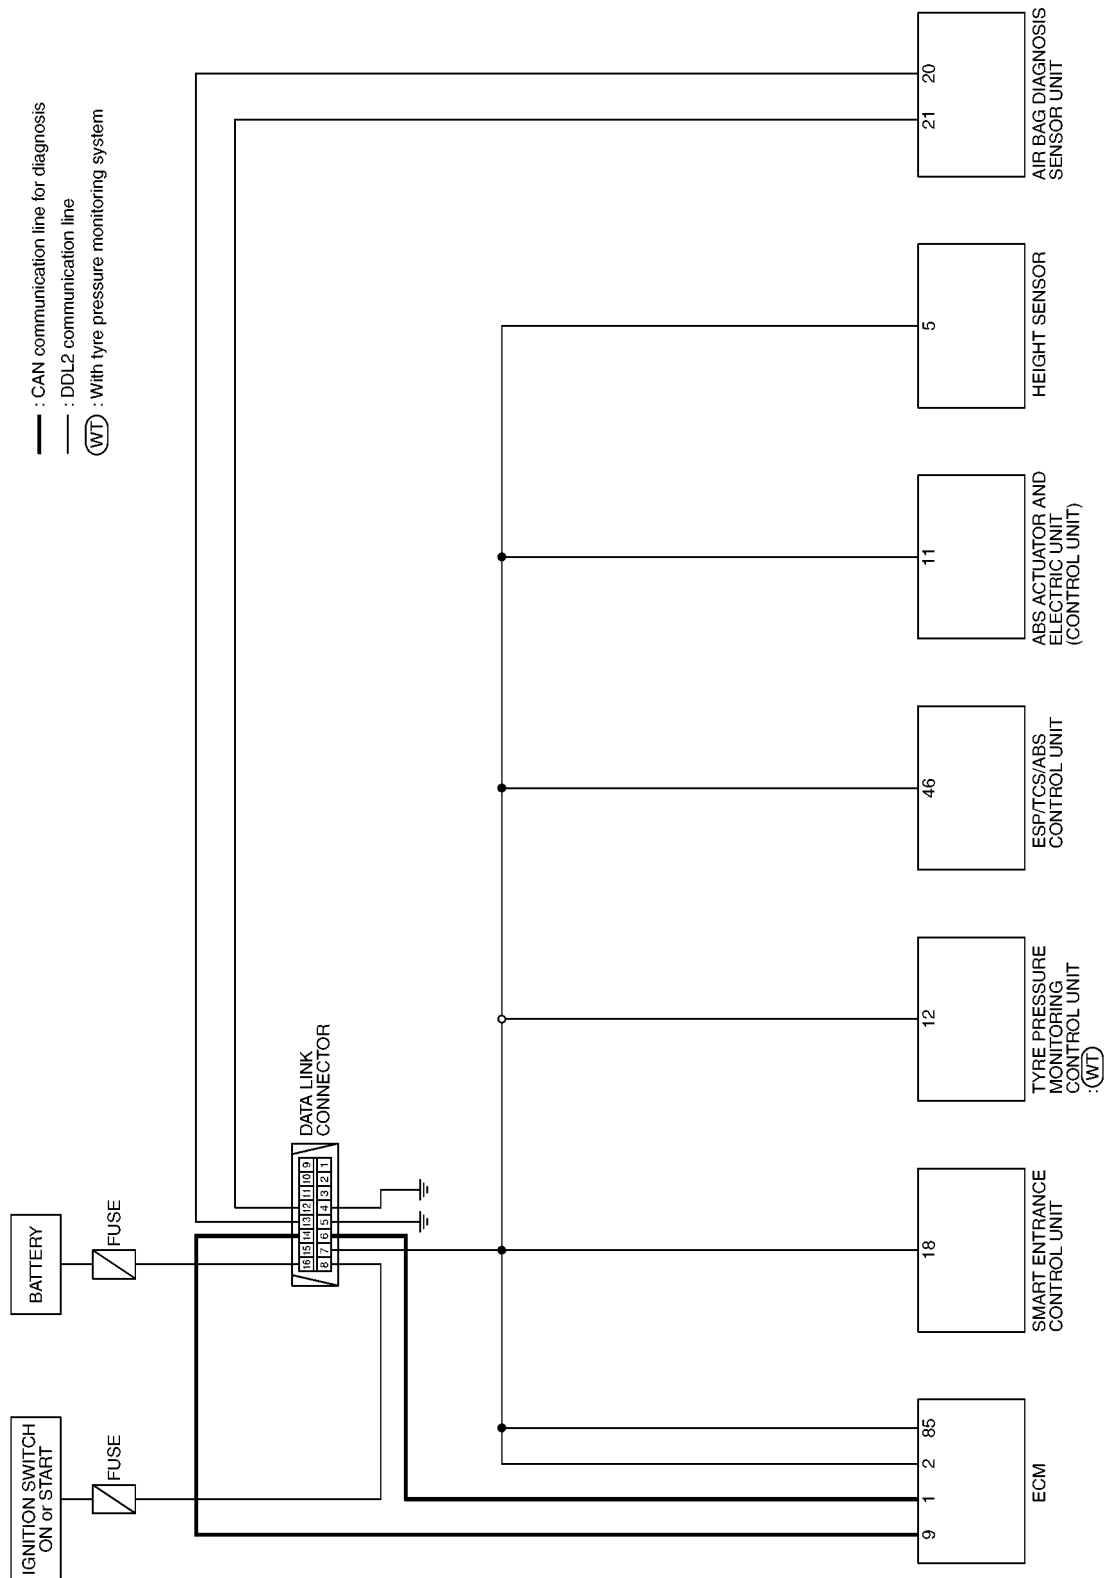 IGNITION SWITCH
ON or START
FUSE
BATTERY
FUSE
: CAN communication line for diagnosis
: DDL2 communication line
WT : With tyre pressure monitoring system
DATA LINK
CONNECTOR
16 15 14 13 12 11 10 9
8 7 6 5 4 3 2 1
9 1 2 85
ECM
18
SMART ENTRANCE
CONTROL UNIT
12
TYRE PRESSURE
MONITORING
CONTROL UNIT
: WT
46
ESP/TCS/ABS
CONTROL UNIT
11
ABS ACTUATOR AND
ELECTRIC UNIT
(CONTROL UNIT)
5
HEIGHT SENSOR
21 20
AIR BAG DIAGNOSIS
SENSOR UNIT